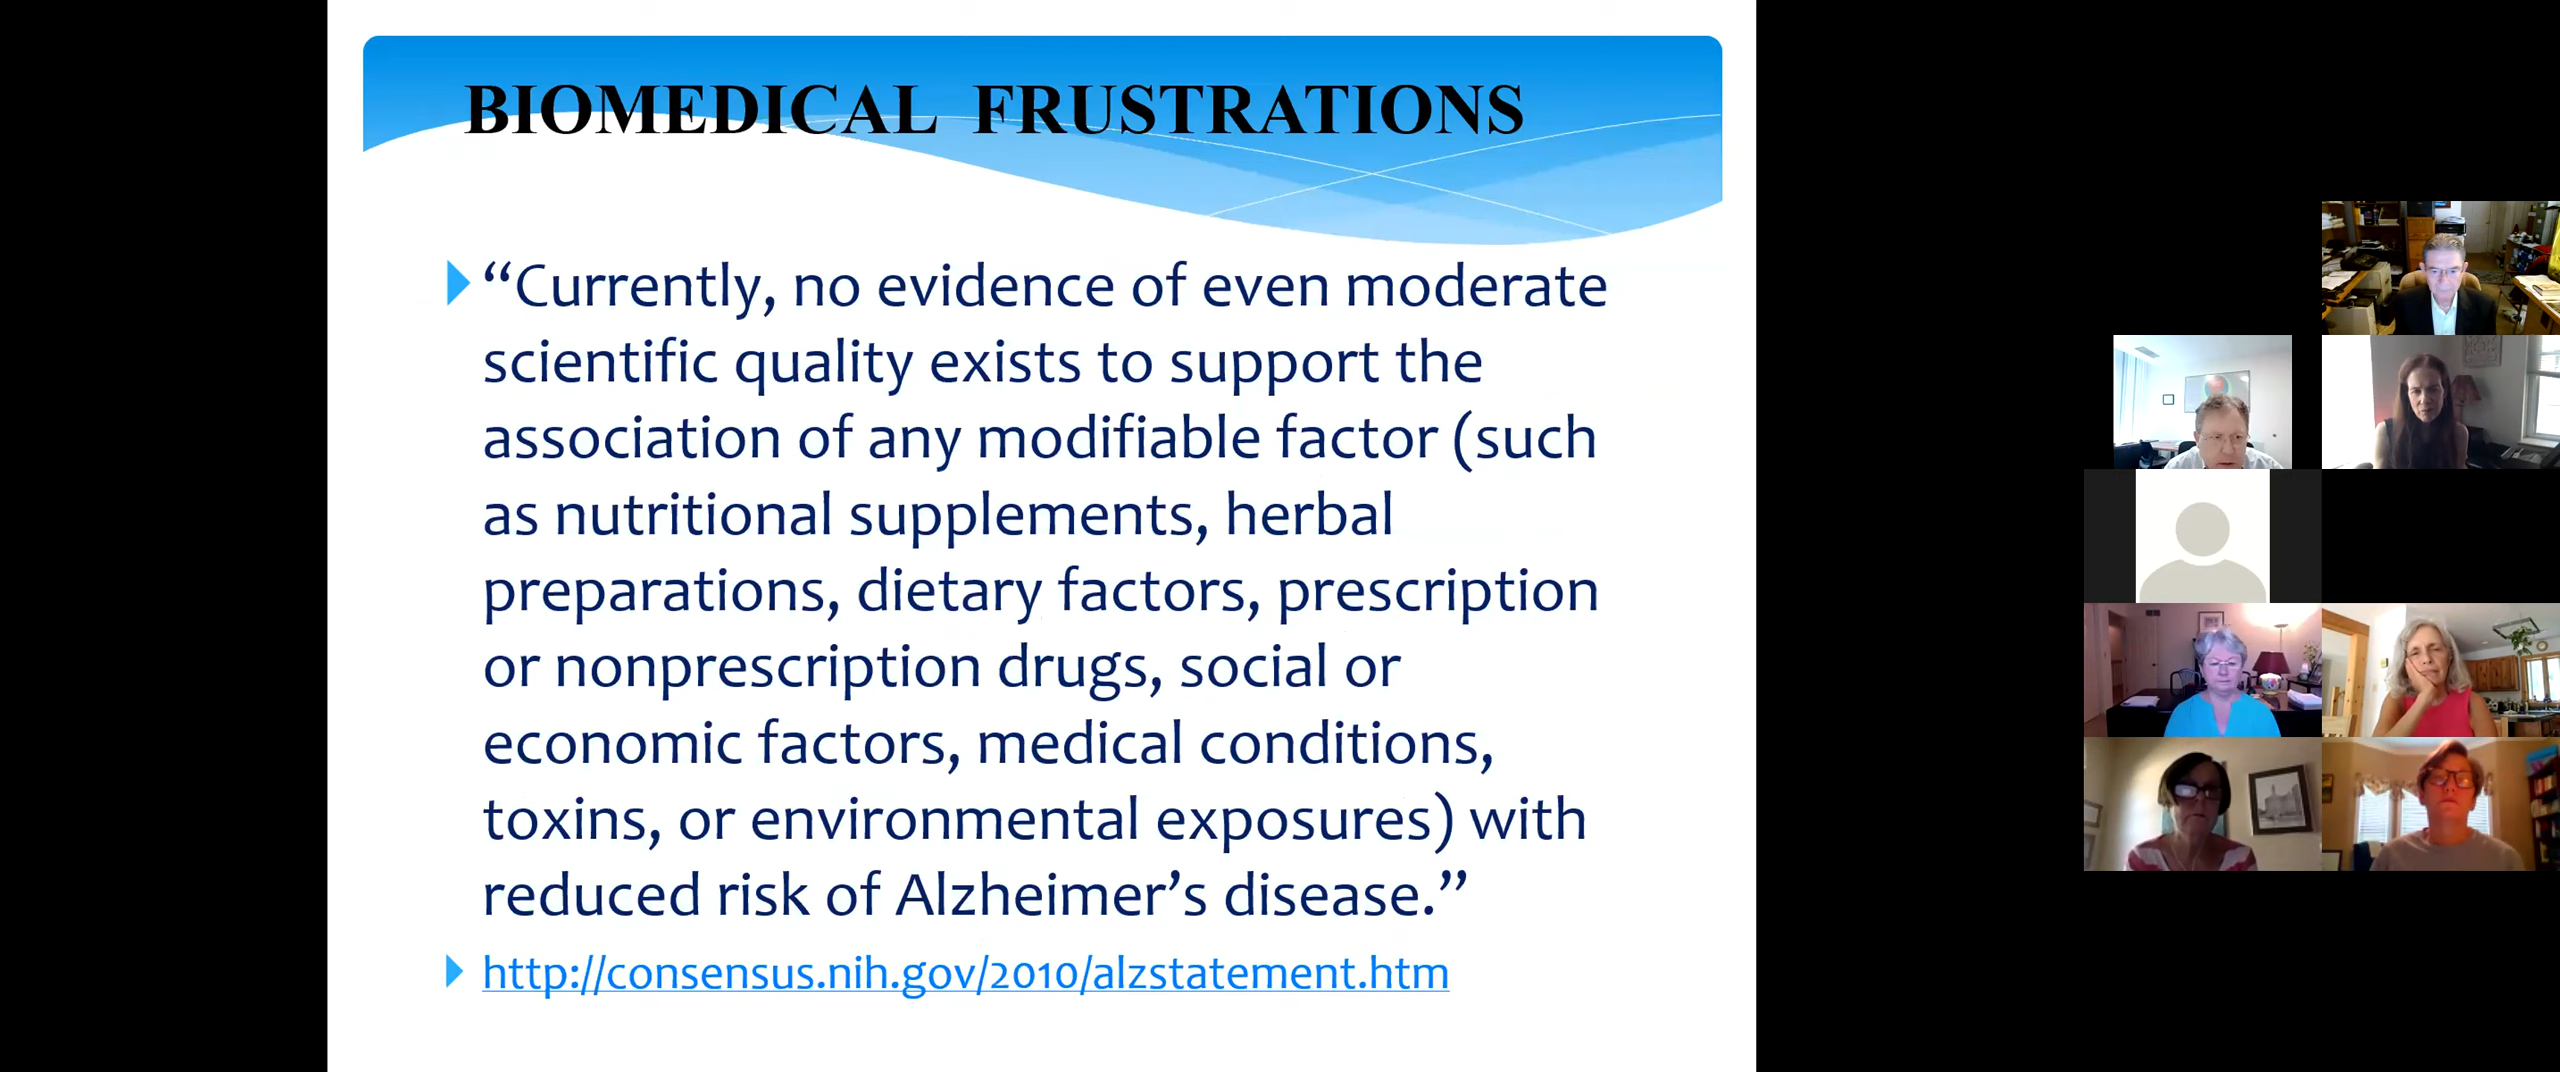 BIOMEDICAL FRUSTRATIONS
“Currently, no evidence of even moderate
scientific quality exists to support the
association of any modifiable factor (such
as nutritional supplements, herbal
preparations, dietary factors, prescription
or nonprescription drugs, social or
economic factors, medical conditions,
toxins, or environmental exposures) with
reduced risk of Alzheimer’s disease.”
http://consensus.nih.gov/2010/alzstatement.htm